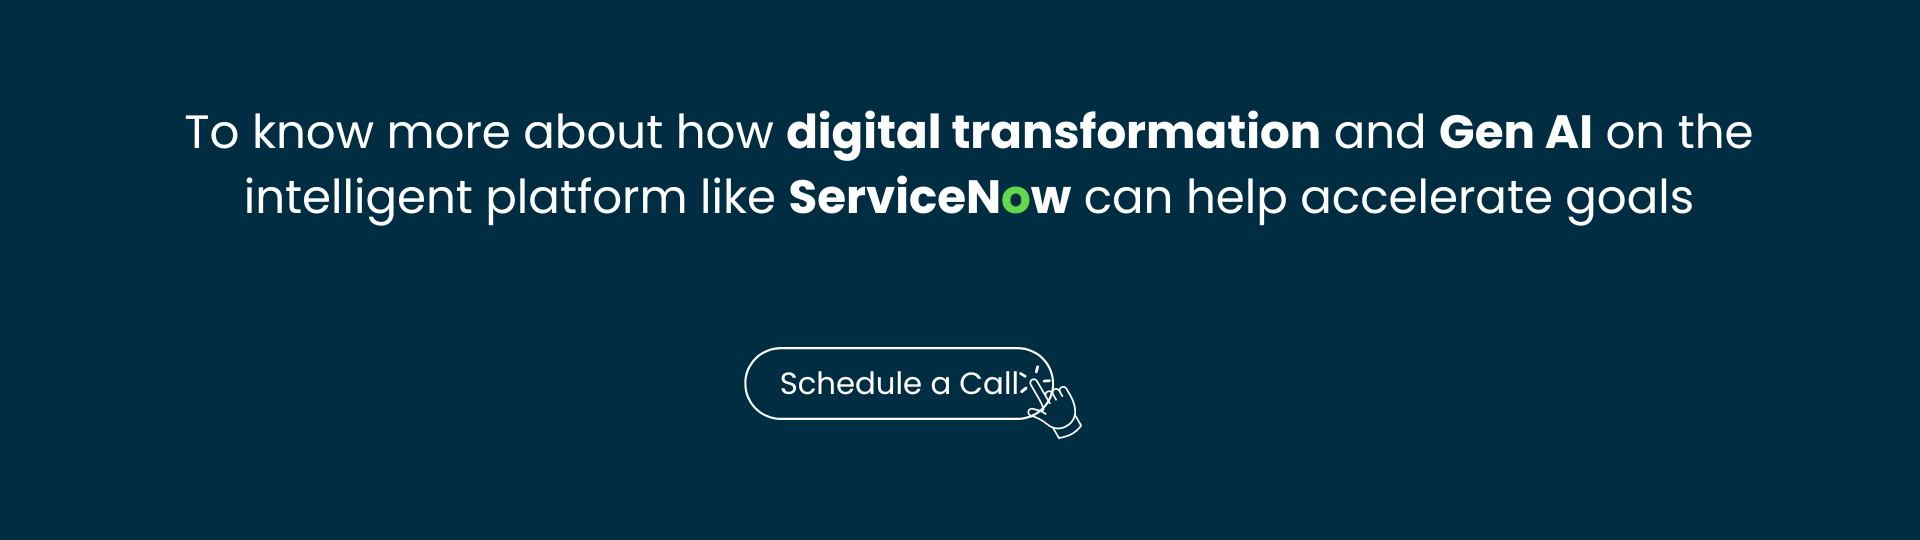 To know more about how digital transformation and Gen AI on the
intelligent platform like ServiceNow can help accelerate goals
Schedule a Call